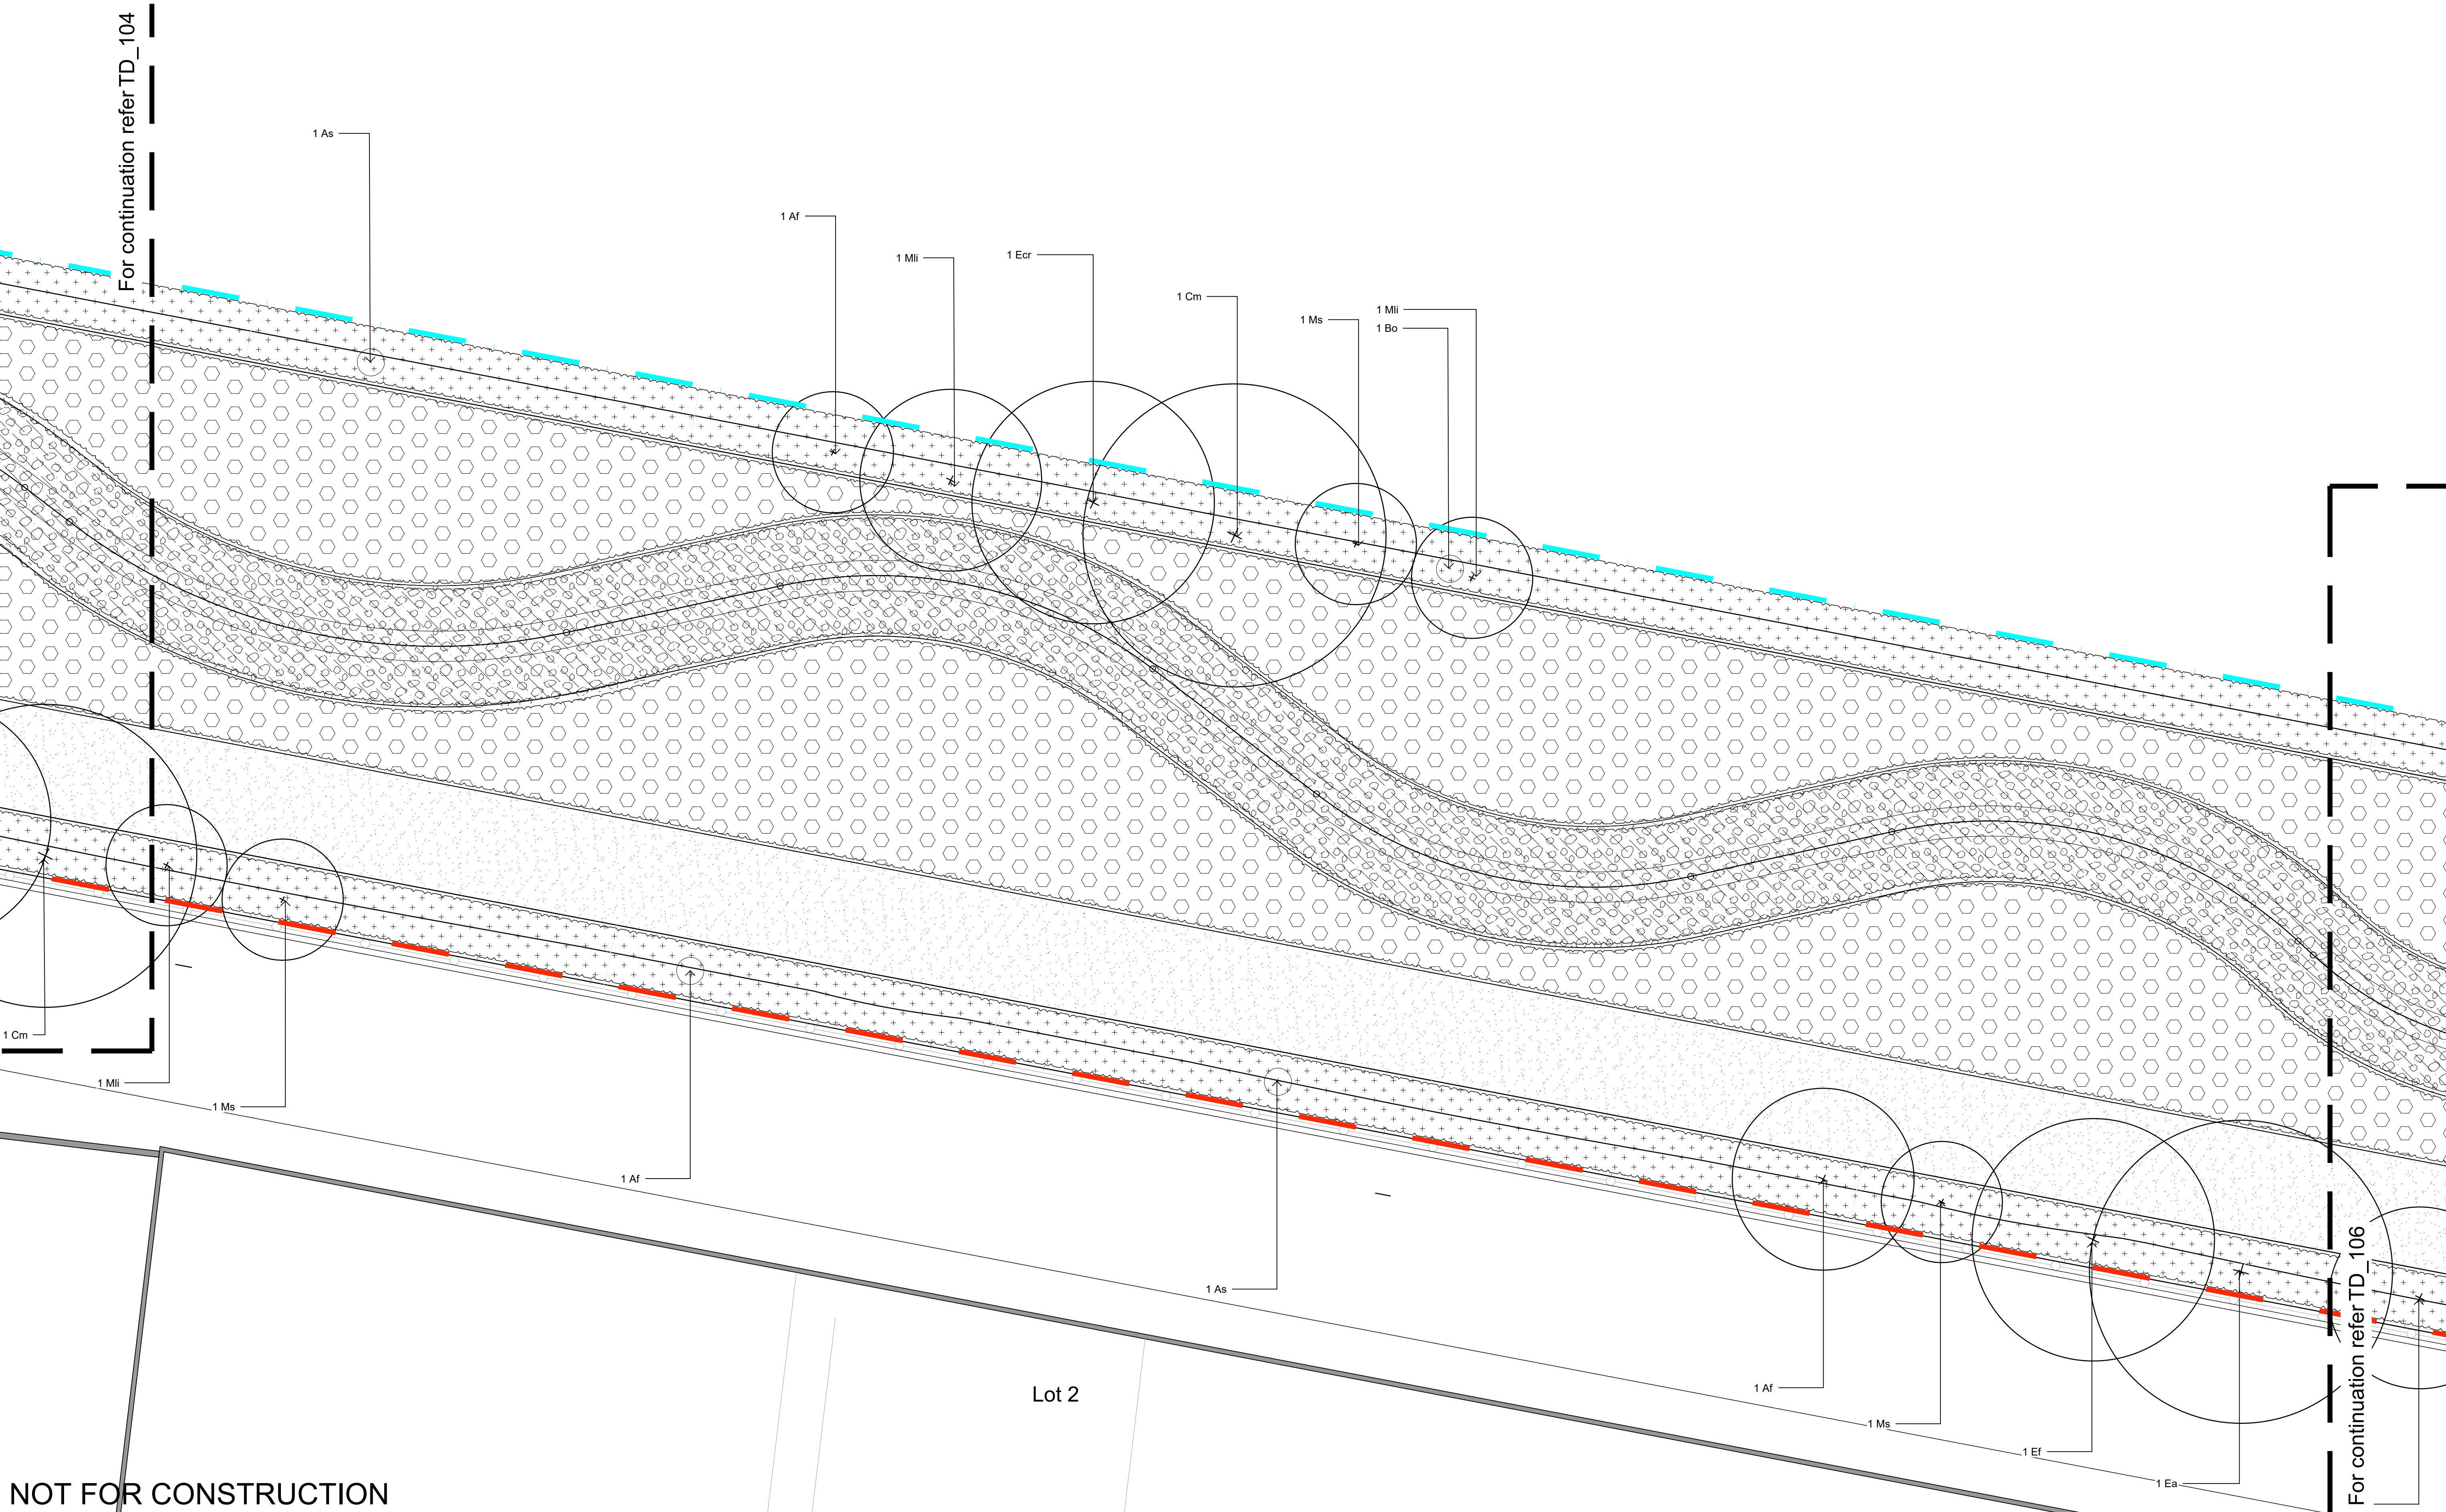 For continuation refer TD_104
1 As
1 Af
1 Mli
1 Ecr
1 Cm
1 Ms
1 Mli
1 Bo
1 Cm
1 Mli
1 Ms
1 Af
1 As
1 Af
1 Ms
1 Ef
1 Ea
For continuation refer TD_106
Lot 2
NOT FOR CONSTRUCTION